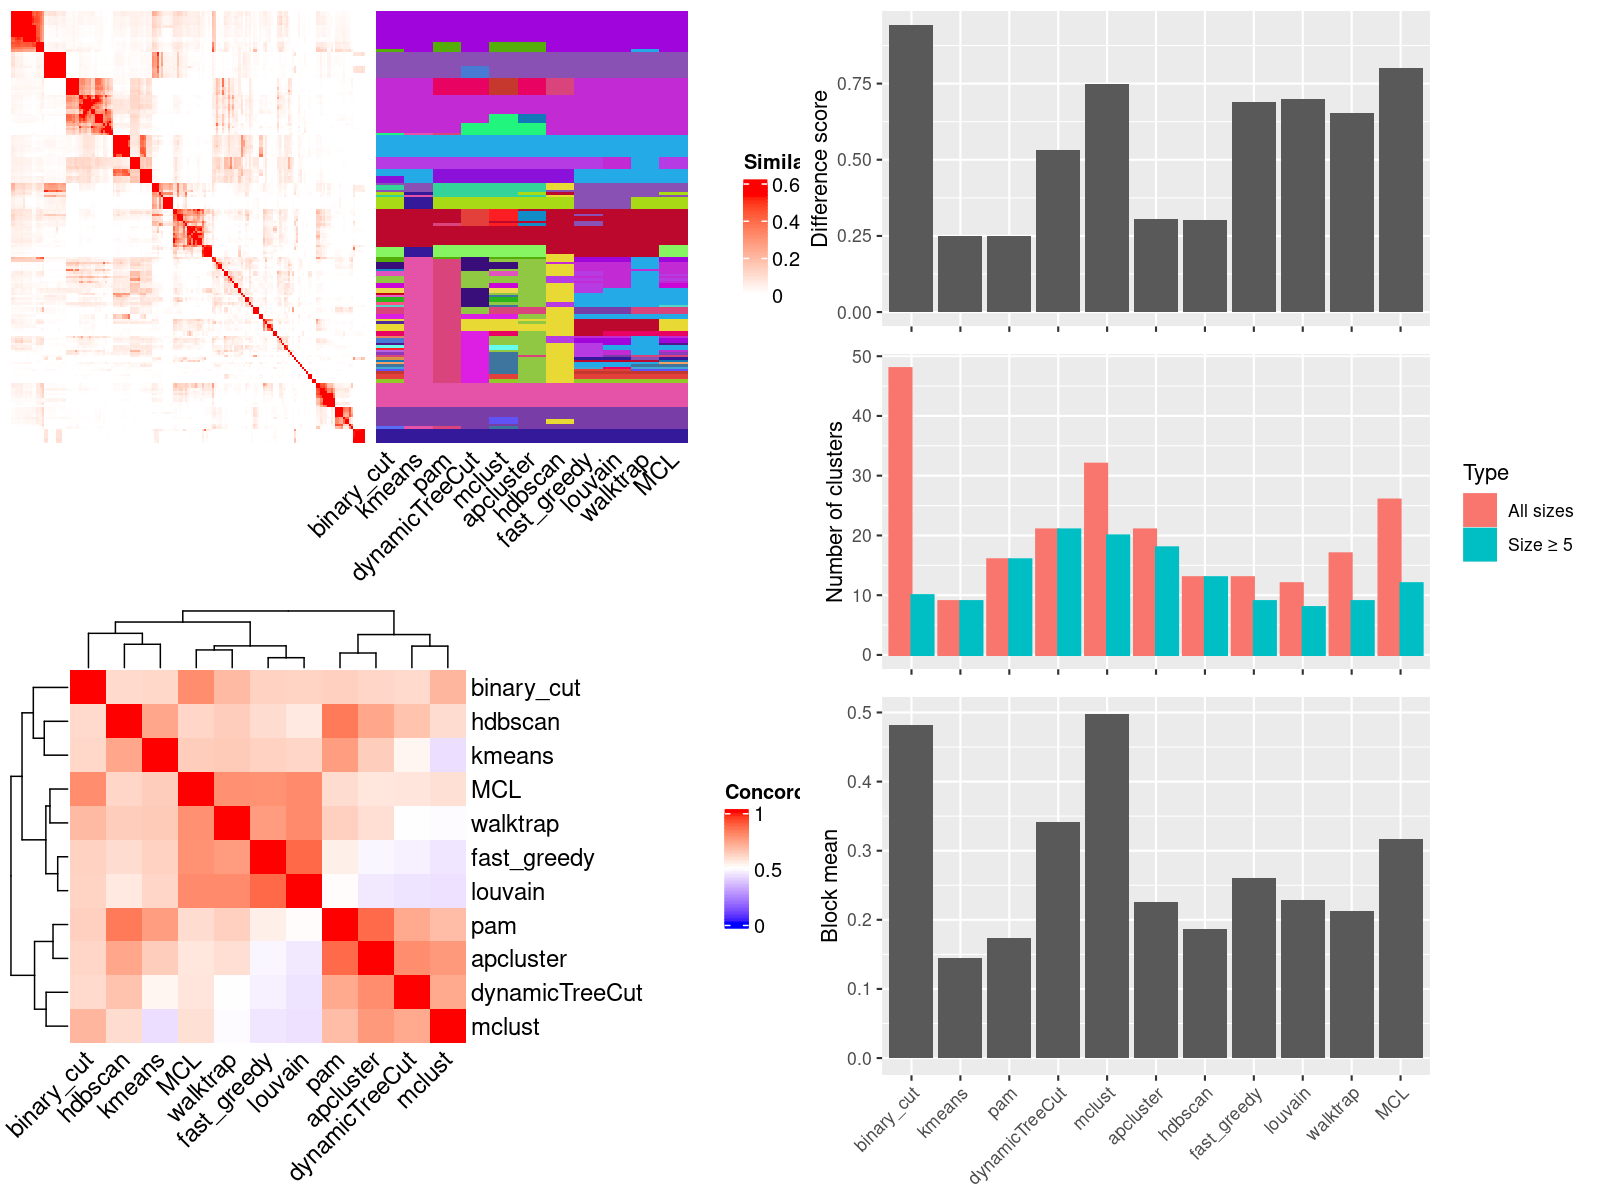 Simila
0.6
0.4
0.2
0
binary_cut
kmeans
pam
dynamicTreeCut
mclust
apcluster
hdbscan
fast_greedy
louvain
walktrap
MCL
binary_cut
hdbscan
kmeans
MCL
walktrap
fast_greedy
louvain
pam
apcluster
dynamicTreeCut
mclust
binary_cut
hdbscan
kmeans
MCL
walktrap
fast_greedy
louvain
pam
apcluster
dynamicTreeCut
mclust
Concord
1
0.5
0
Difference score
0.75
0.50
0.25
0.00
Number of clusters
50
40
30
20
10
0
Type
All sizes
Size ≥ 5
Block mean
0.5
0.4
0.3
0.2
0.1
0.0
binary_cut
kmeans
pam
dynamicTreeCut
mclust
apcluster
hdbscan
fast_greedy
louvain
walktrap
MCL